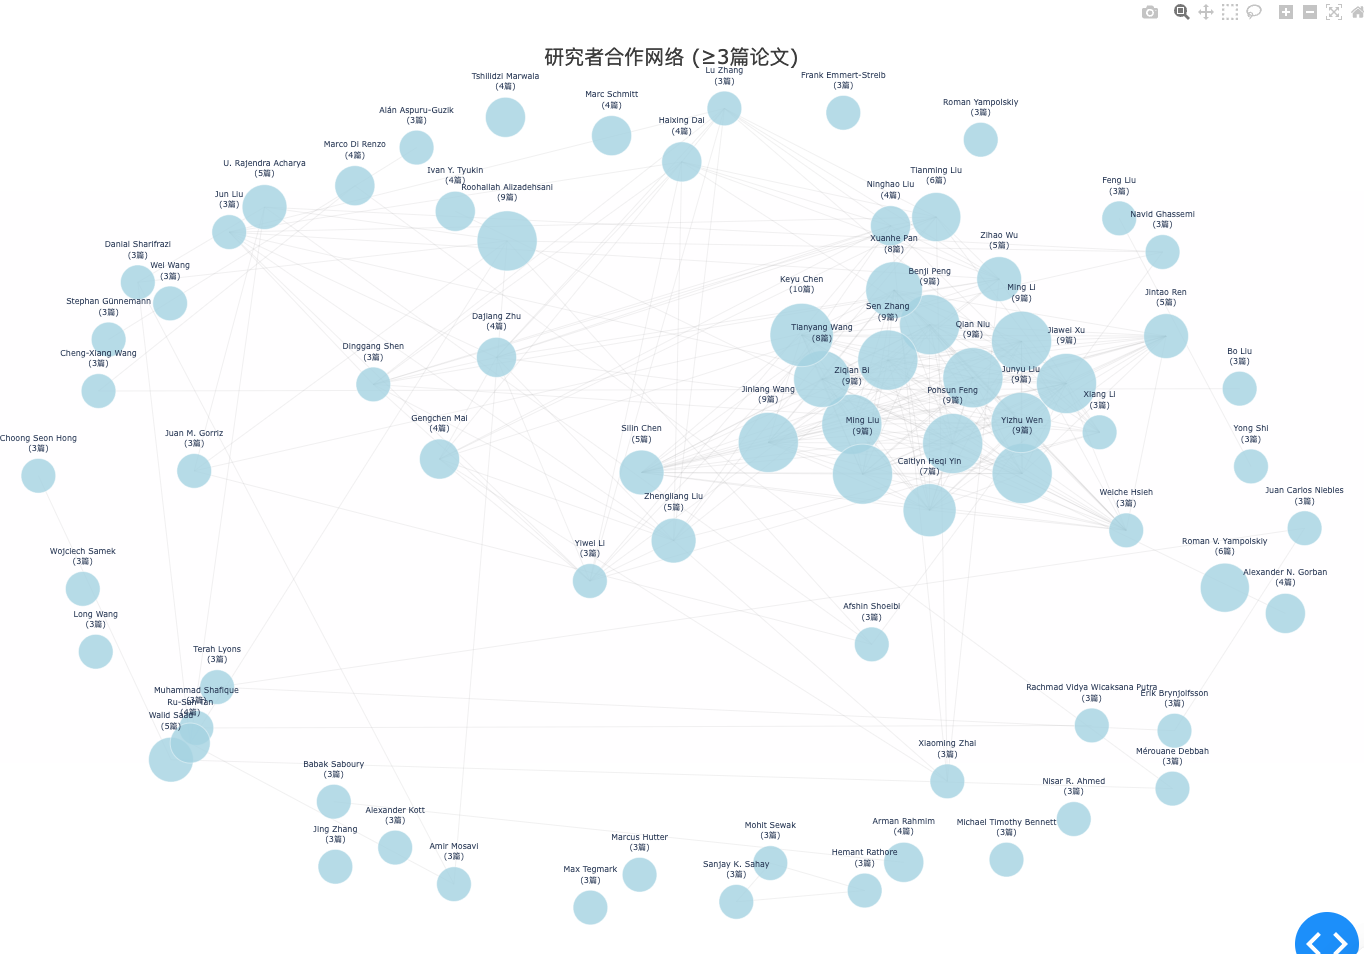 研究者合作网络 (≥3篇论文)
Lu Zhang
(3篇)
Tshilidzi Marwala
(4篇)
Frank Emmert-Streib
(3篇)
Marc Schmitt
(4篇)
Roman Yampolskiy
(3篇)
Alán Aspuru-Guzik
(3篇)
Haixing Dai
(4篇)
Marco Di Renzo
(4篇)
U. Rajendra Acharya
(5篇)
Ivan Y. Tyukin
(4篇)
Tianming Liu
(6篇)
Roohallah Alizadehsani
(9篇)
Ninghao Liu
(4篇)
Feng Liu
(3篇)
Jun Liu
(3篇)
Navid Ghassemi
(3篇)
Zihao Wu
(5篇)
Xuanhe Pan
(8篇)
Danial Sharifrazi
(3篇)
Wei Wang
(3篇)
Benji Peng
(9篇)
Keyu Chen
(10篇)
Ming Li
(9篇)
Jintao Ren
(5篇)
Stephan Günnemann
(3篇)
Sen Zhang
(9篇)
Dajiang Zhu
(4篇)
Tianyang Wang
(8篇)
Qian Niu
(9篇)
Jiawei Xu
(9篇)
Dinggang Shen
(3篇)
Cheng-Xiang Wang
(3篇)
Bo Liu
(3篇)
Ziqian Bi
(9篇)
Junyu Liu
(9篇)
Jinlang Wang
(9篇)
Pohsun Feng
(9篇)
Xiang Li
(3篇)
Gengchen Mai
(4篇)
Ming Liu
(9篇)
Yizhu Wen
(9篇)
Silin Chen
(5篇)
Yong Shi
(3篇)
Juan M. Gorriz
(3篇)
Choong Seon Hong
(3篇)
Caitlyn Heqi Yin
(7篇)
Zhengliang Liu
(5篇)
Weiche Hsieh
(3篇)
Juan Carlos Niebles
(3篇)
Yiwei Li
(3篇)
Roman V. Yampolskiy
(6篇)
Wojciech Samek
(3篇)
Alexander N. Gorban
(4篇)
Afshin Shoeibi
(3篇)
Long Wang
(3篇)
Terah Lyons
(3篇)
Rachmad Vidya Wicaksana Putra
(3篇)
Erik Brynjolfsson
(3篇)
Muhammad Shafique
(3篇)
Ru-San Tan
(4篇)
Walid Saad
(5篇)
Xiaoming Zhai
(3篇)
Mérouane Debbah
(3篇)
Babak Saboury
(3篇)
Nisar R. Ahmed
(3篇)
Alexander Kott
(3篇)
Jing Zhang
(3篇)
Mohit Sewak
(3篇)
Arman Rahmim
(4篇)
Michael Timothy Bennett
(3篇)
Marcus Hutter
(3篇)
Amir Mosavi
(3篇)
Hemant Rathore
(3篇)
Sanjay K. Sahay
(3篇)
Max Tegmark
(3篇)